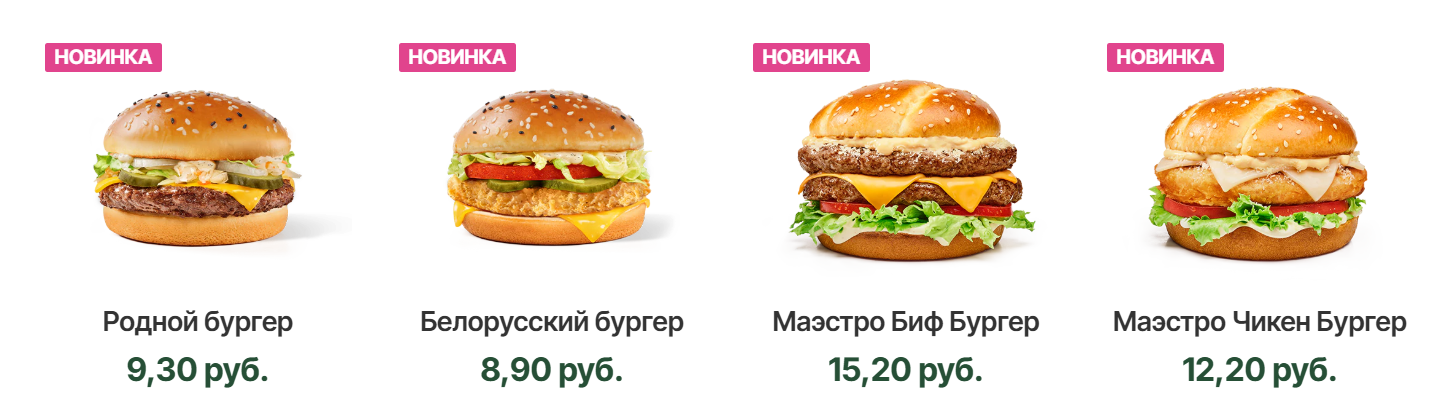 НОВИНКА
НОВИНКА
НОВИНКА
НОВИНКА
Родной бургер
Белорусский бургер
Маэстро Биф Бургер
Маэстро Чикен Бургер
9,30 руб.
8,90 руб.
15,20 руб.
12,20 руб.